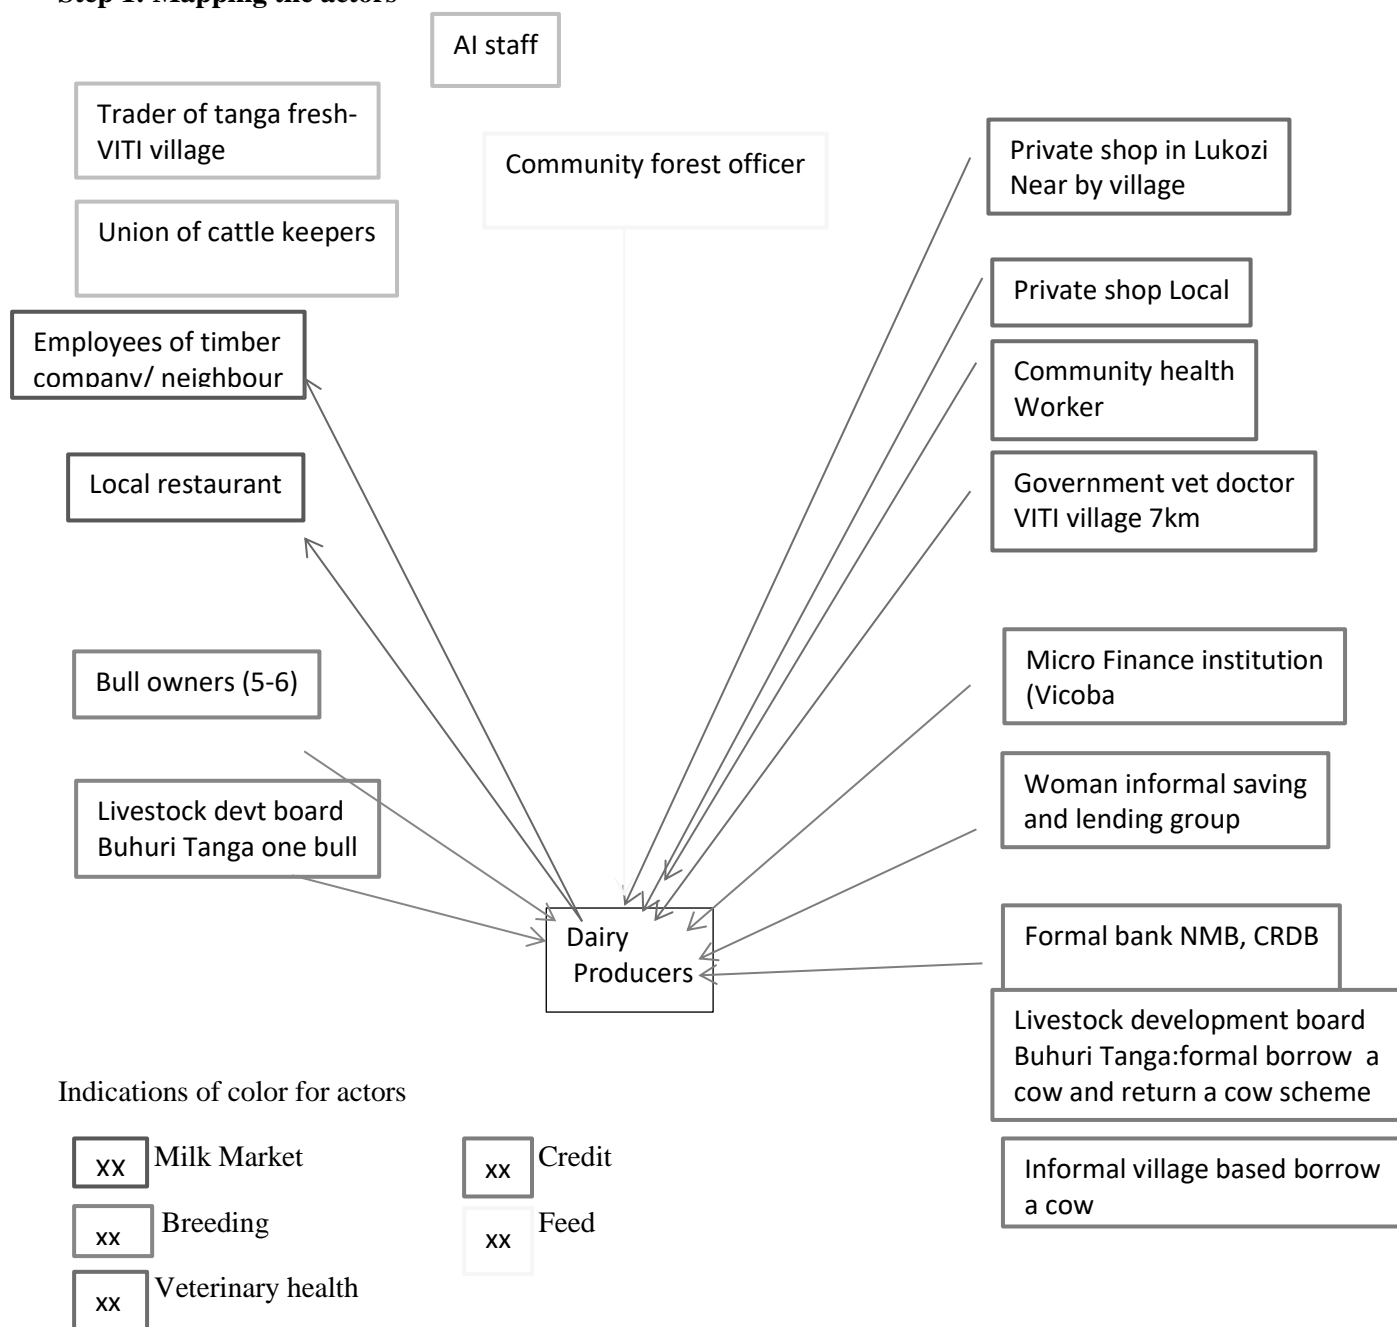 Step 1: Mapping the actors
AI staff
Trader of tanga fresh-
VITI village
Community forest officer
Private shop in Lukozi
Near by village
Union of cattle keepers
Private shop Local
Employees of timber
company/ neighbour
Community health
Worker
Local restaurant
Government vet doctor
VITI village 7km
Bull owners (5-6)
Micro Finance institution
(Vicoba
Livestock devt board
Buhuri Tanga one bull
Woman informal saving
and lending group
Dairy
Producers
Formal bank NMB, CRDB
Livestock development board
Buhuri Tanga:formal borrow a
cow and return a cow scheme
Informal village based borrow
a cow
Indications of color for actors
xx Milk Market
xx Credit
xx Breeding
xx Feed
xx Veterinary health